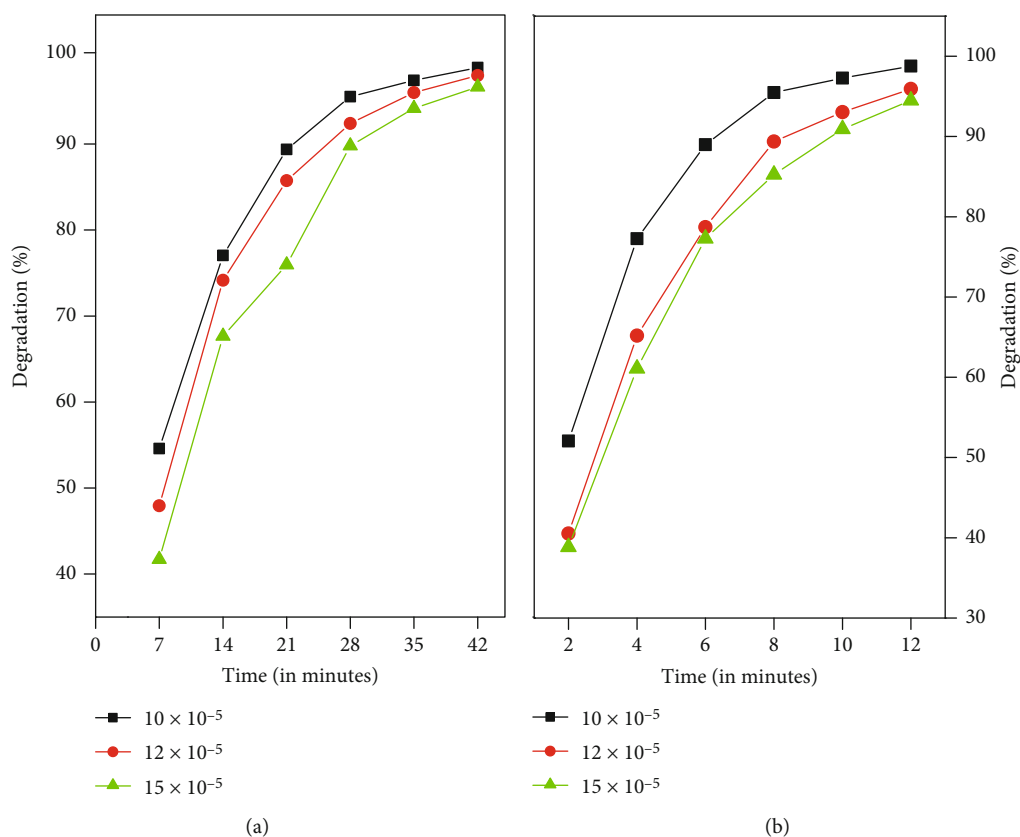 100
90
80
70
60
50
40
Degradation (%)
0 7 14 21 28 35 42
Time (in minutes)
10 × 10⁻⁵
12 × 10⁻⁵
15 × 10⁻⁵
(a)
100
90
80
70
60
50
40
30
Degradation (%)
2 4 6 8 10 12
Time (in minutes)
10 × 10⁻⁵
12 × 10⁻⁵
15 × 10⁻⁵
(b)